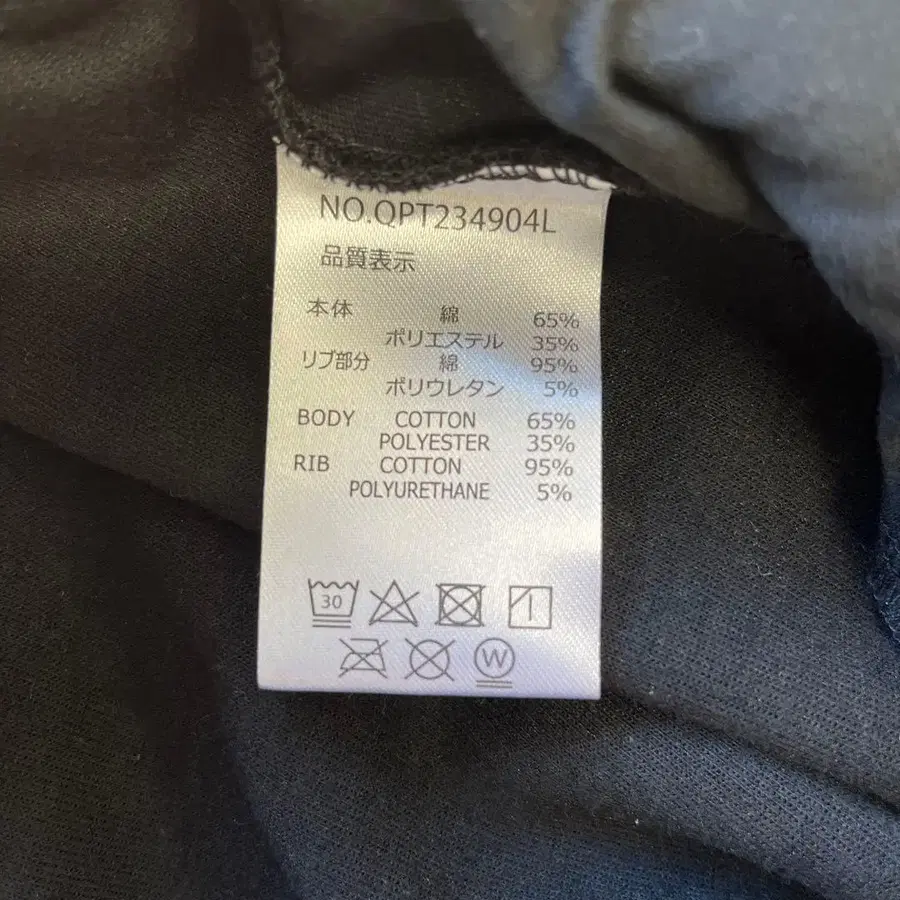 NO.QPT234904L
品質表示
本体 綿 65%
ポリエステル 35%
リブ部分 綿 95%
ポリウレタン 5%
BODY COTTON 65%
POLYESTER 35%
RIB COTTON 95%
POLYURETHANE 5%
30
W